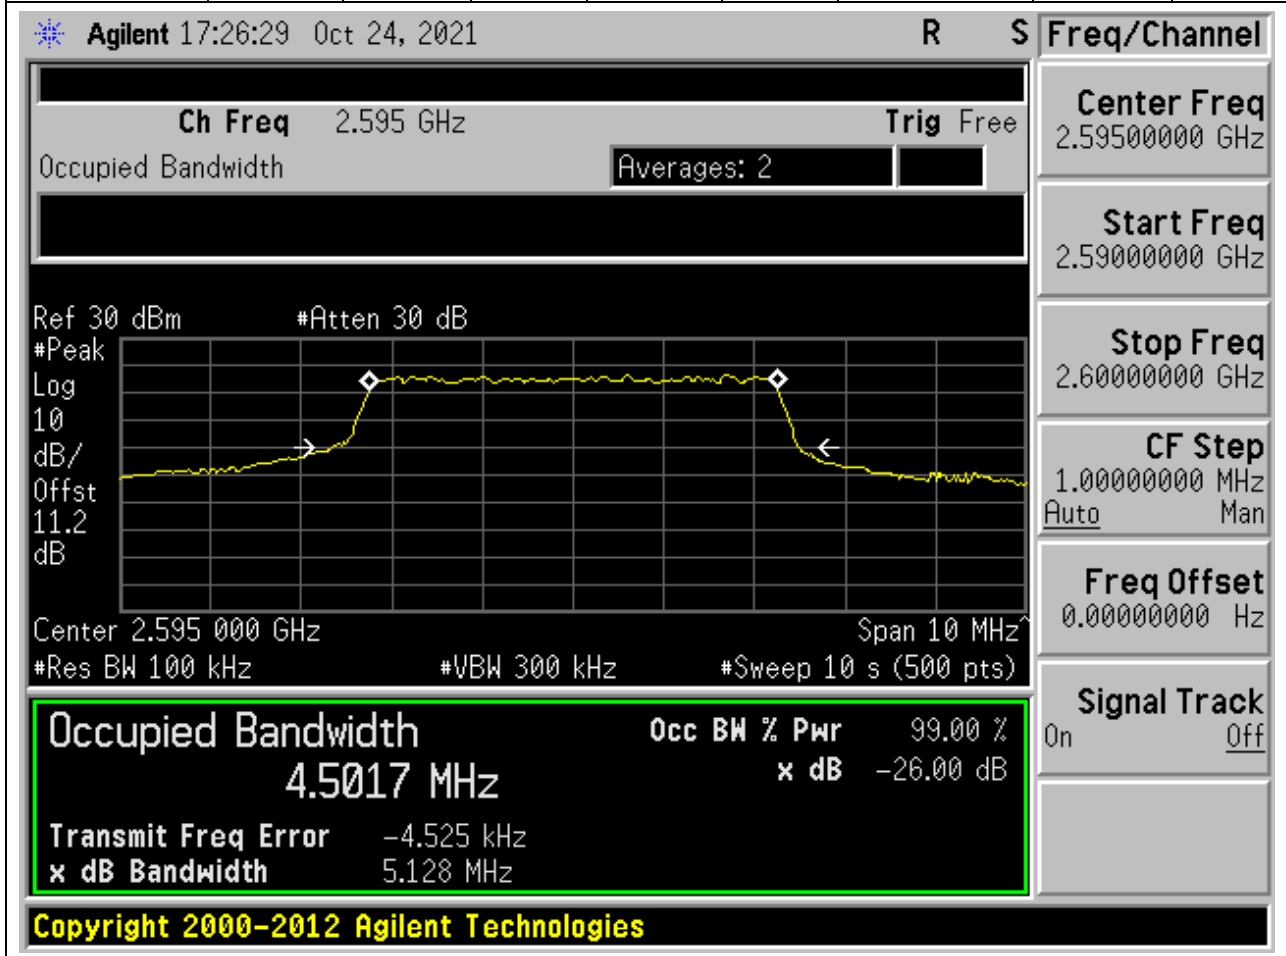 Agilent 17:26:29 Oct 24, 2021 R S Freq/Channel
Ch Freq 2.595 GHz Trig Free
Occupied Bandwidth Averages: 2
Center Freq
2.59500000 GHz
Start Freq
2.59000000 GHz
Stop Freq
2.60000000 GHz
CF Step
1.00000000 MHz
Auto Man
Freq Offset
0.00000000 Hz
Signal Track
On Off
Ref 30 dBm #Atten 30 dB
#Peak
Log
10
dB/
Offst
11.2
dB
Center 2.595 000 GHz Span 10 MHz^
#Res BW 100 kHz #VBW 300 kHz #Sweep 10 s (500 pts)
Occupied Bandwidth Occ BW % Pwr 99.00 %
4.5017 MHz x dB -26.00 dB
Transmit Freq Error -4.525 kHz
x dB Bandwidth 5.128 MHz
Copyright 2000-2012 Agilent Technologies